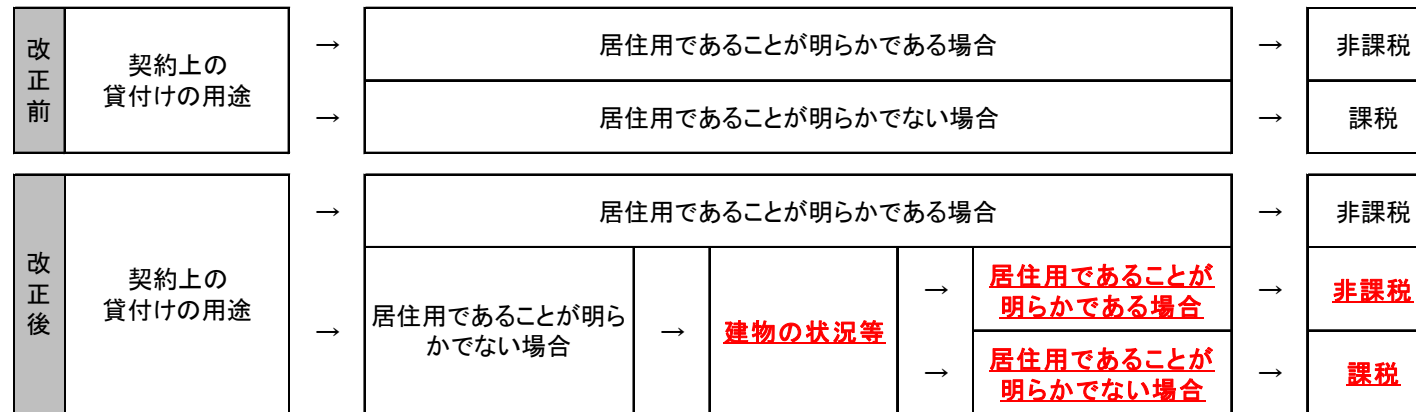 改正前
契約上の
貸付けの用途
→
居住用であることが明らかである場合
→
非課税
→
居住用であることが明らかでない場合
→
課税
改正後
契約上の
貸付けの用途
→
居住用であることが明らかである場合
→
非課税
→
居住用であることが明ら
かでない場合
→
建物の状況等
→
居住用であることが
明らかである場合
→
非課税
→
居住用であることが
明らかでない場合
→
課税